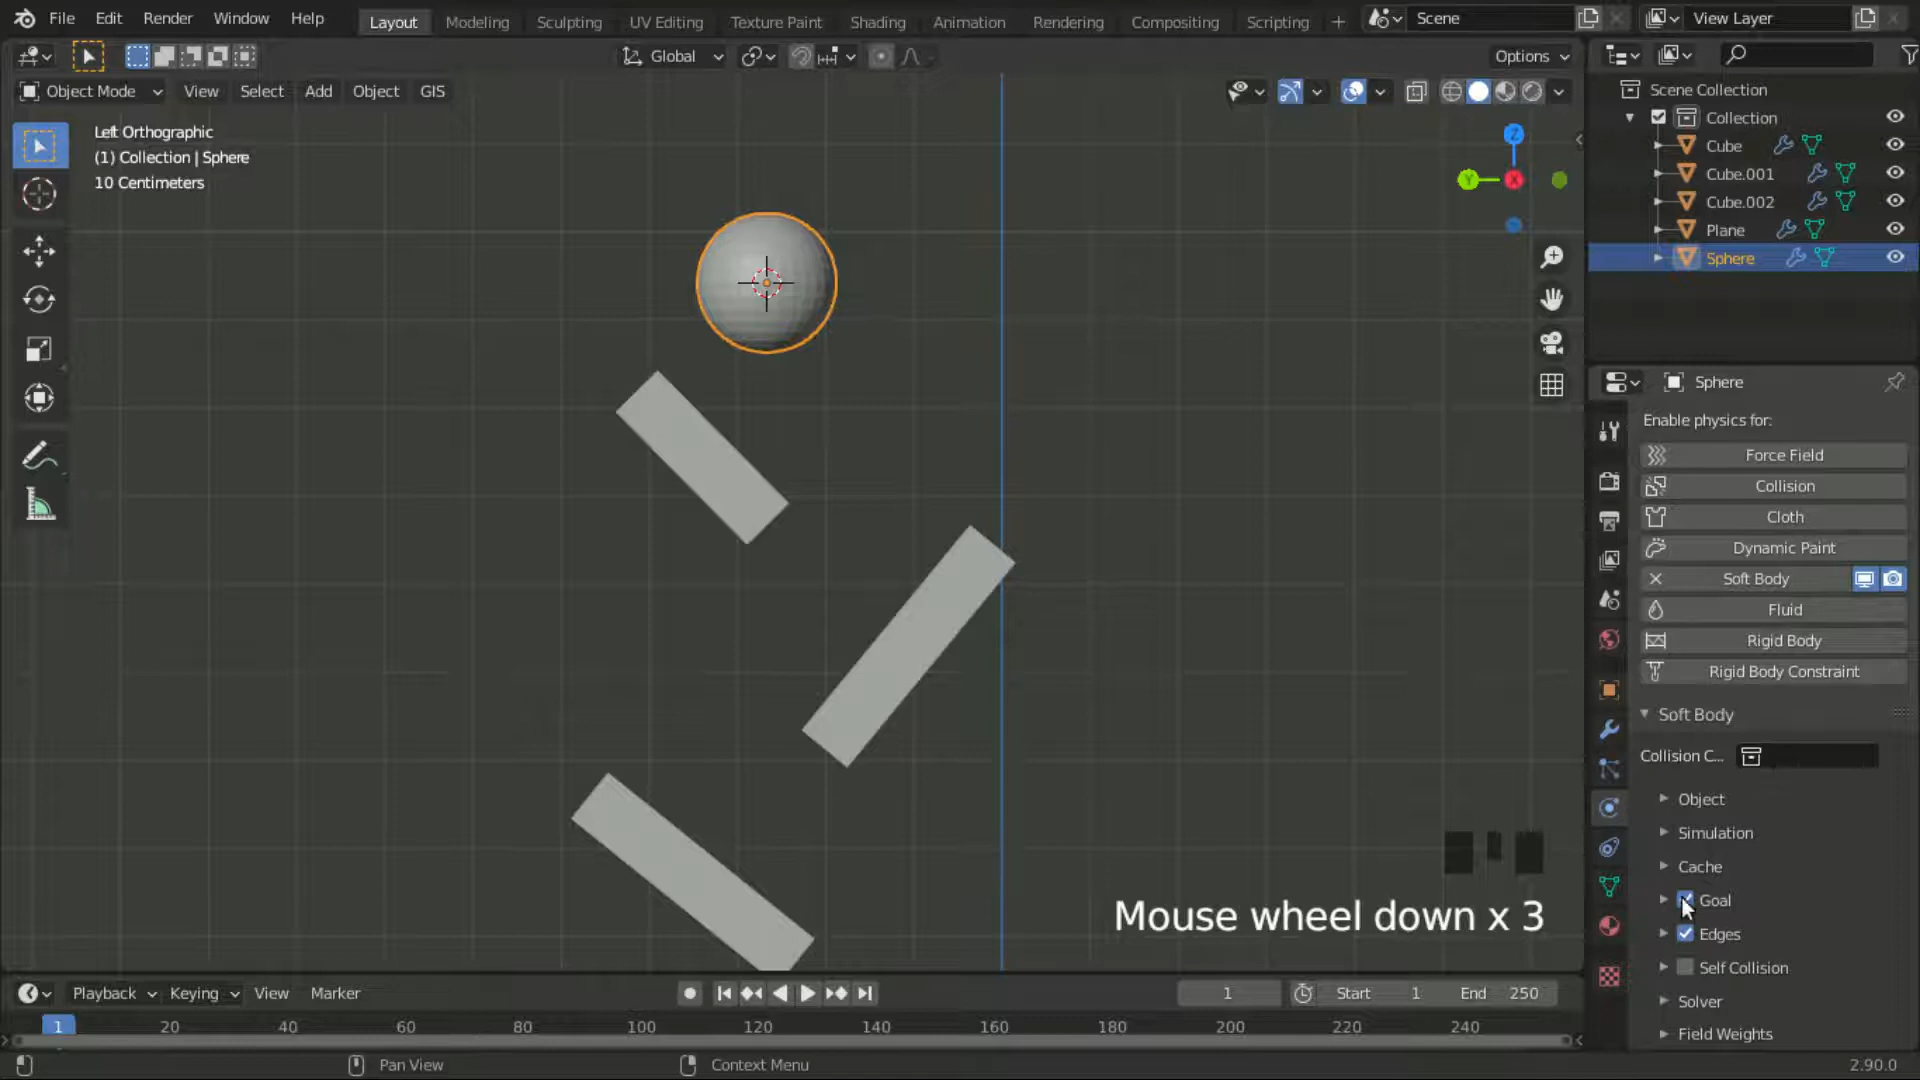 File Edit Render Window Help
Layout Modeling Sculpting UV Editing Texture Paint Shading Animation Rendering Compositing Scripting +
Scene
View Layer
Global
Options
Object Mode View Select Add Object GIS
Left Orthographic
(1) Collection | Sphere
10 Centimeters
Z
Y
X
Scene Collection
Collection
Cube
Cube.001
Cube.002
Plane
Sphere
Sphere
Enable physics for:
Force Field
Collision
Cloth
Dynamic Paint
Soft Body
Fluid
Rigid Body
Rigid Body Constraint
Soft Body
Collision C...
Object
Simulation
Cache
Goal
Edges
Self Collision
Solver
Field Weights
Mouse wheel down x 3
Playback Keying View Marker
1 Start 1 End 250
1 20 40 60 80 100 120 140 160 180 200 220 240
Pan View Context Menu 2.90.0